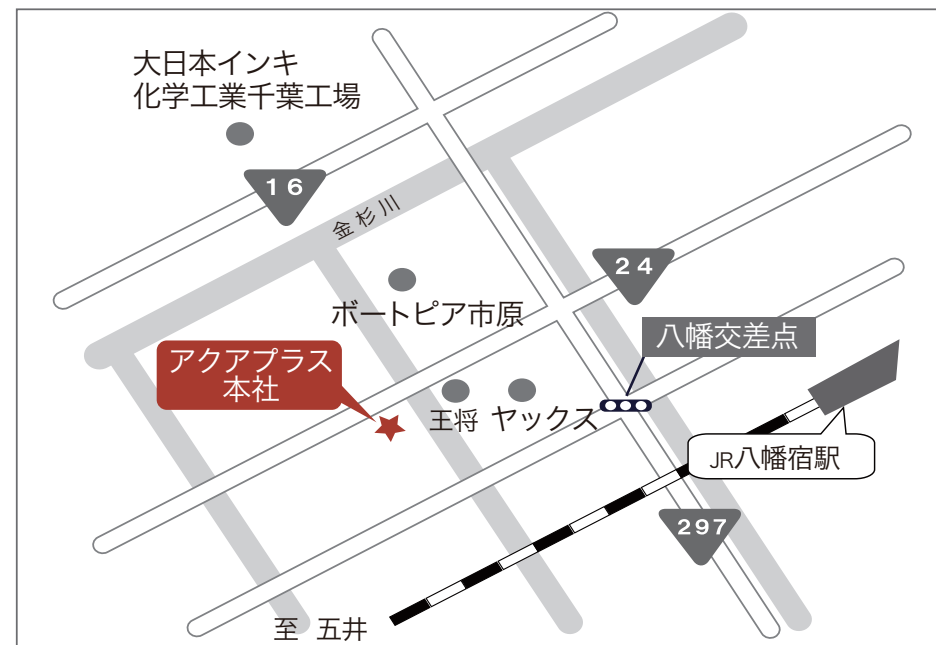 大日本インキ
化学工業千葉工場
16
金杉川
24
ボートピア市原
八幡交差点
アクアプラス
本社
王将
ヤックス
JR八幡宿駅
297
至 五井